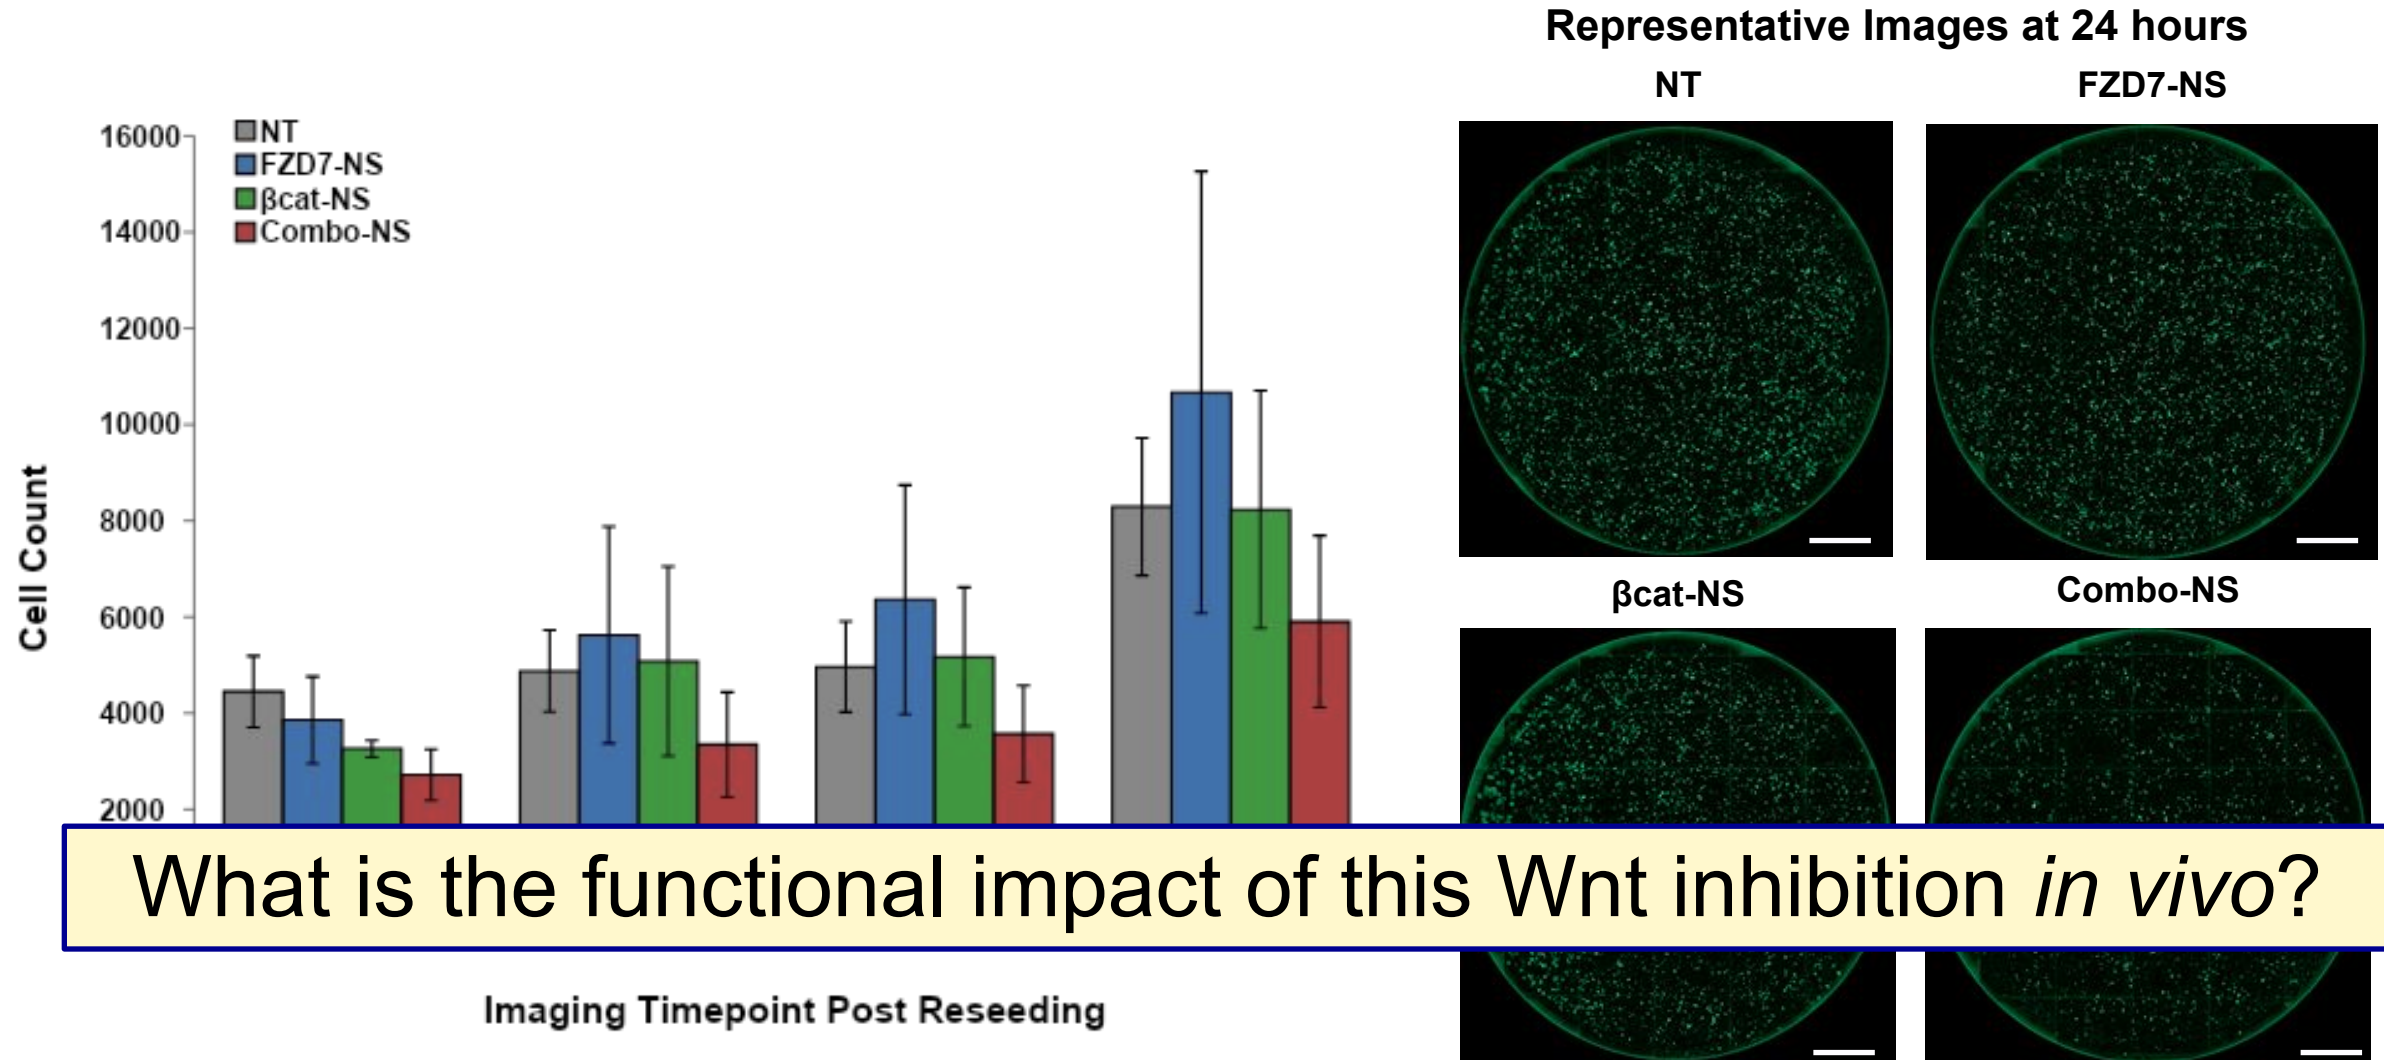 Representative Images at 24 hours
NT
FZD7-NS
16000
14000
12000
10000
8000
6000
4000
2000
Cell Count
NT
FZD7-NS
βcat-NS
Combo-NS
βcat-NS
Combo-NS
What is the functional impact of this Wnt inhibition in vivo?
Imaging Timepoint Post Reseeding